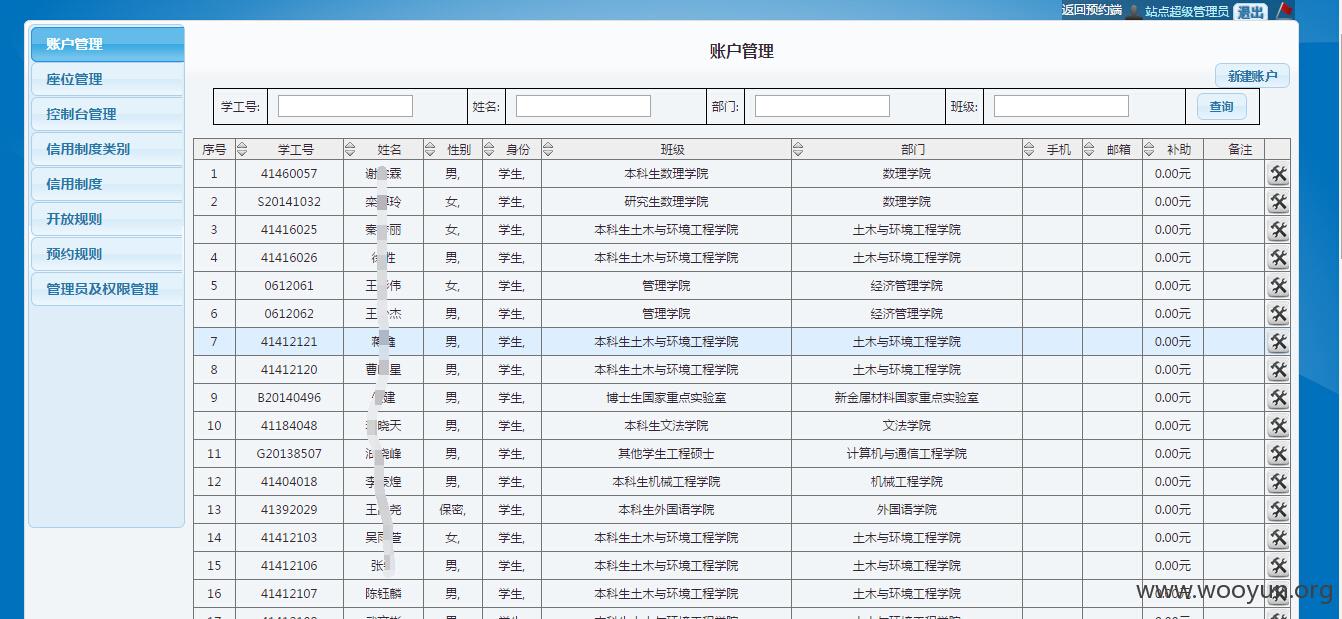 返回预约端 站点超级管理员 退出
账户管理
座位管理
控制台管理
信用制度类别
信用制度
开放规则
预约规则
管理员及权限管理
账户管理
新建账户
学工号: 姓名: 部门: 班级: 查询
序号 学工号 姓名 性别 身份 班级 部门 手机 邮箱 补助 备注
1 41460057 谢 霖 男, 学生, 本科生数理学院 数理学院 0.00元
2 S20141032 栾 玲 女, 学生, 研究生数理学院 数理学院 0.00元
3 41416025 秦 丽 女, 学生, 本科生土木与环境工程学院 土木与环境工程学院 0.00元
4 41416026 男, 学生, 本科生土木与环境工程学院 土木与环境工程学院 0.00元
5 0612061 王 伟 女, 学生, 管理学院 经济管理学院 0.00元
6 0612062 王 杰 男, 学生, 管理学院 经济管理学院 0.00元
7 41412121 男, 学生, 本科生土木与环境工程学院 土木与环境工程学院 0.00元
8 41412120 曹 星 男, 学生, 本科生土木与环境工程学院 土木与环境工程学院 0.00元
9 B20140496 建 男, 学生, 博士生国家重点实验室 新金属材料国家重点实验室 0.00元
10 41184048 晓天 男, 学生, 本科生文法学院 文法学院 0.00元
11 G20138507 峰 男, 学生, 其他学生工程硕士 计算机与通信工程学院 0.00元
12 41404018 李 煌 男, 学生, 本科生机械工程学院 机械工程学院 0.00元
13 41392029 王 尧 保密, 学生, 本科生外国语学院 外国语学院 0.00元
14 41412103 吴 萱 女, 学生, 本科生土木与环境工程学院 土木与环境工程学院 0.00元
15 41412106 张 男, 学生, 本科生土木与环境工程学院 土木与环境工程学院 0.00元
16 41412107 陈钰麟 男, 学生, 本科生土木与环境工程学院 土木与环境工程学院 0.00元
www.wooyun.org